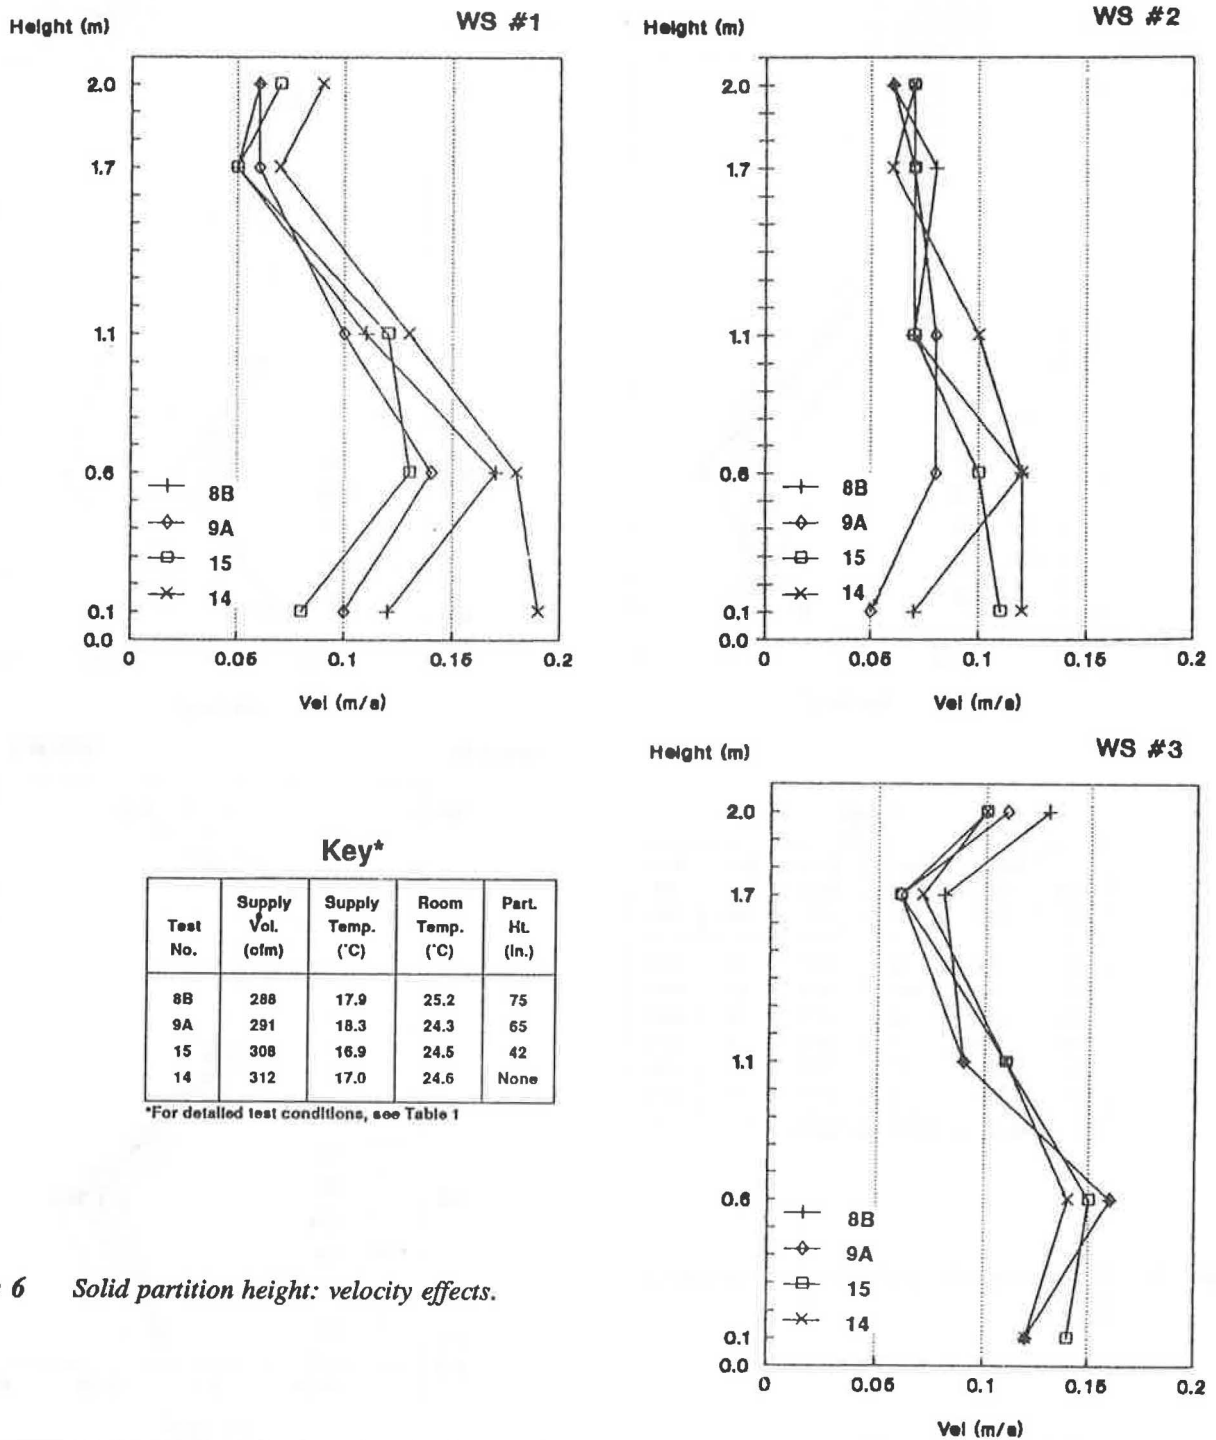 Height (m)
WS #1
2.0
1.7
1.1
0.6
0.1
0.0
8B
9A
15
14
0 0.05 0.1 0.15 0.2
Vel (m/s)
Height (m)
WS #2
2.0
1.7
1.1
0.6
0.1
0.0
8B
9A
15
14
0 0.05 0.1 0.15 0.2
Vel (m/s)
Height (m)
WS #3
2.0
1.7
1.1
0.6
0.1
0.0
8B
9A
15
14
0 0.05 0.1 0.15 0.2
Vel (m/s)
Key*
Test No. Supply Vol. (cfm) Supply Temp. (°C) Room Temp. (°C) Part. Ht. (in.)
8B 288 17.9 25.2 75
9A 291 18.3 24.3 65
15 308 16.9 24.5 42
14 312 17.0 24.6 None
*For detailed test conditions, see Table 1
6 Solid partition height: velocity effects.